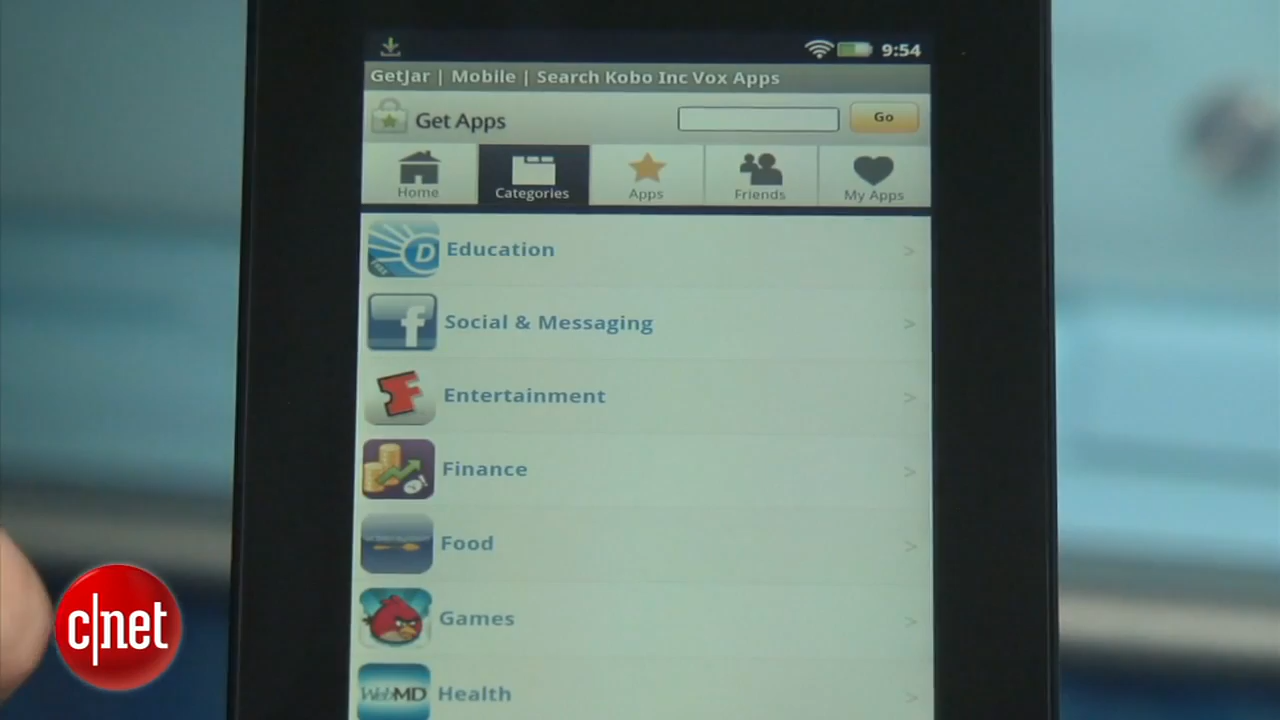 9:54
GetJar | Mobile | Search Kobo Inc Vox Apps
Get Apps
Go
Home
Categories
Apps
Friends
My Apps
D Education
f Social & Messaging
F Entertainment
Finance
Food
Games
WebMD Health
c|net